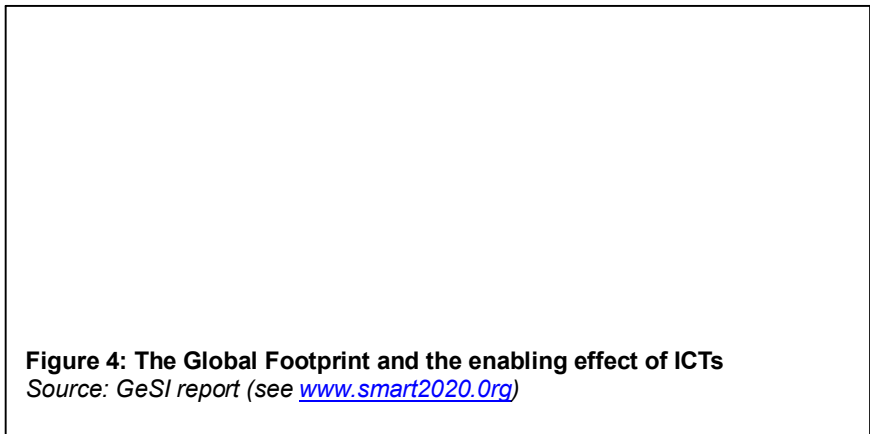 Figure 4: The Global Footprint and the enabling effect of ICTs
Source: GeSI report (see www.smart2020.0rg)